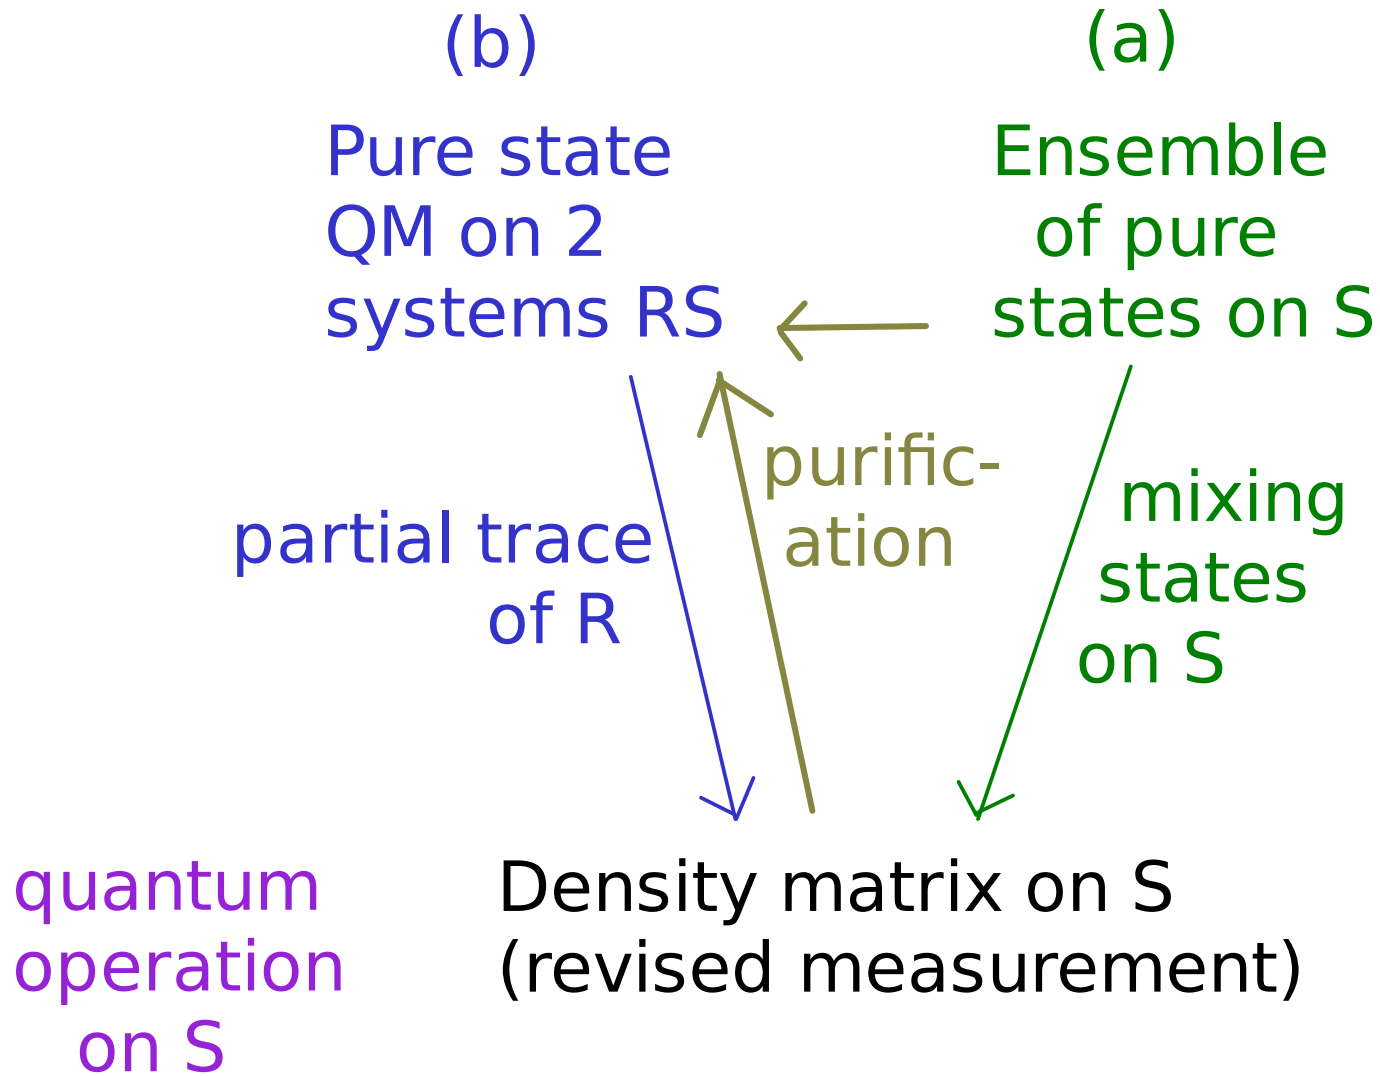 (b)
(a)
Pure state
QM on 2
systems RS
Ensemble
of pure
states on S
purific-
ation
partial trace
of R
mixing
states
on S
quantum
operation
on S
Density matrix on S
(revised measurement)